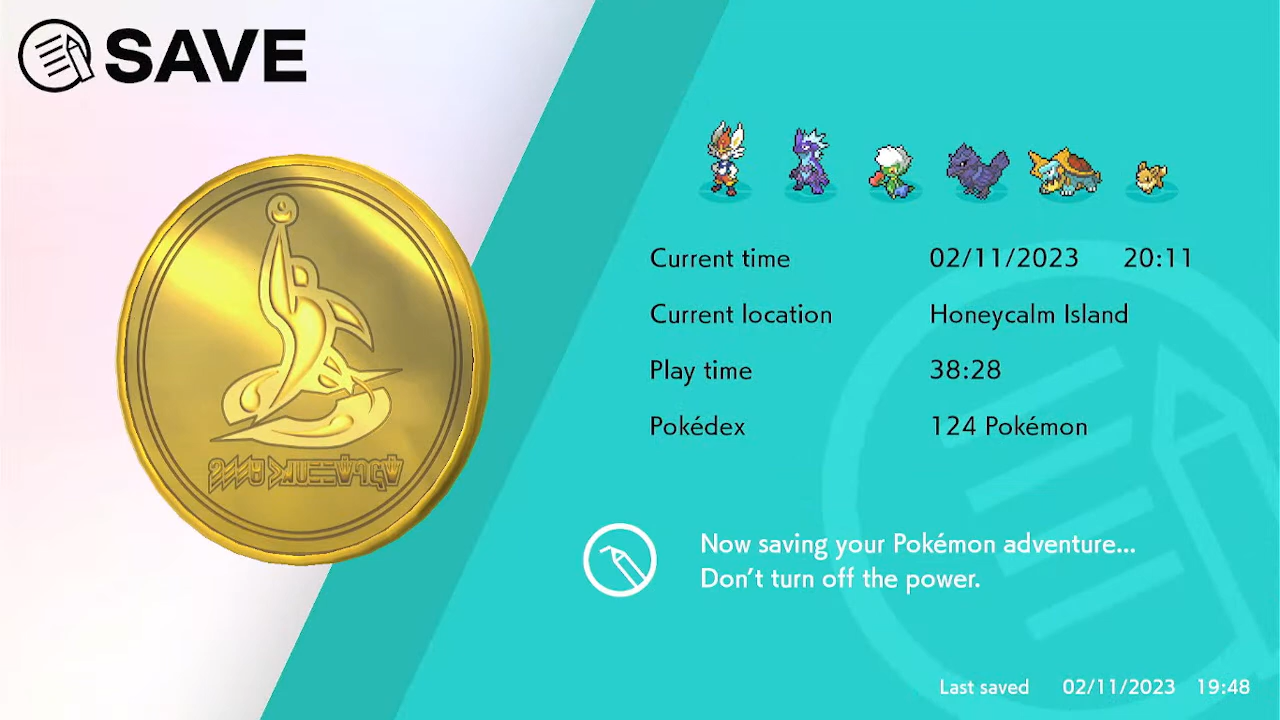 SAVE
Current time 02/11/2023 20:11
Current location Honeycalm Island
Play time 38:28
Pokédex 124 Pokémon
Now saving your Pokémon adventure...
Don't turn off the power.
Last saved 02/11/2023 19:48